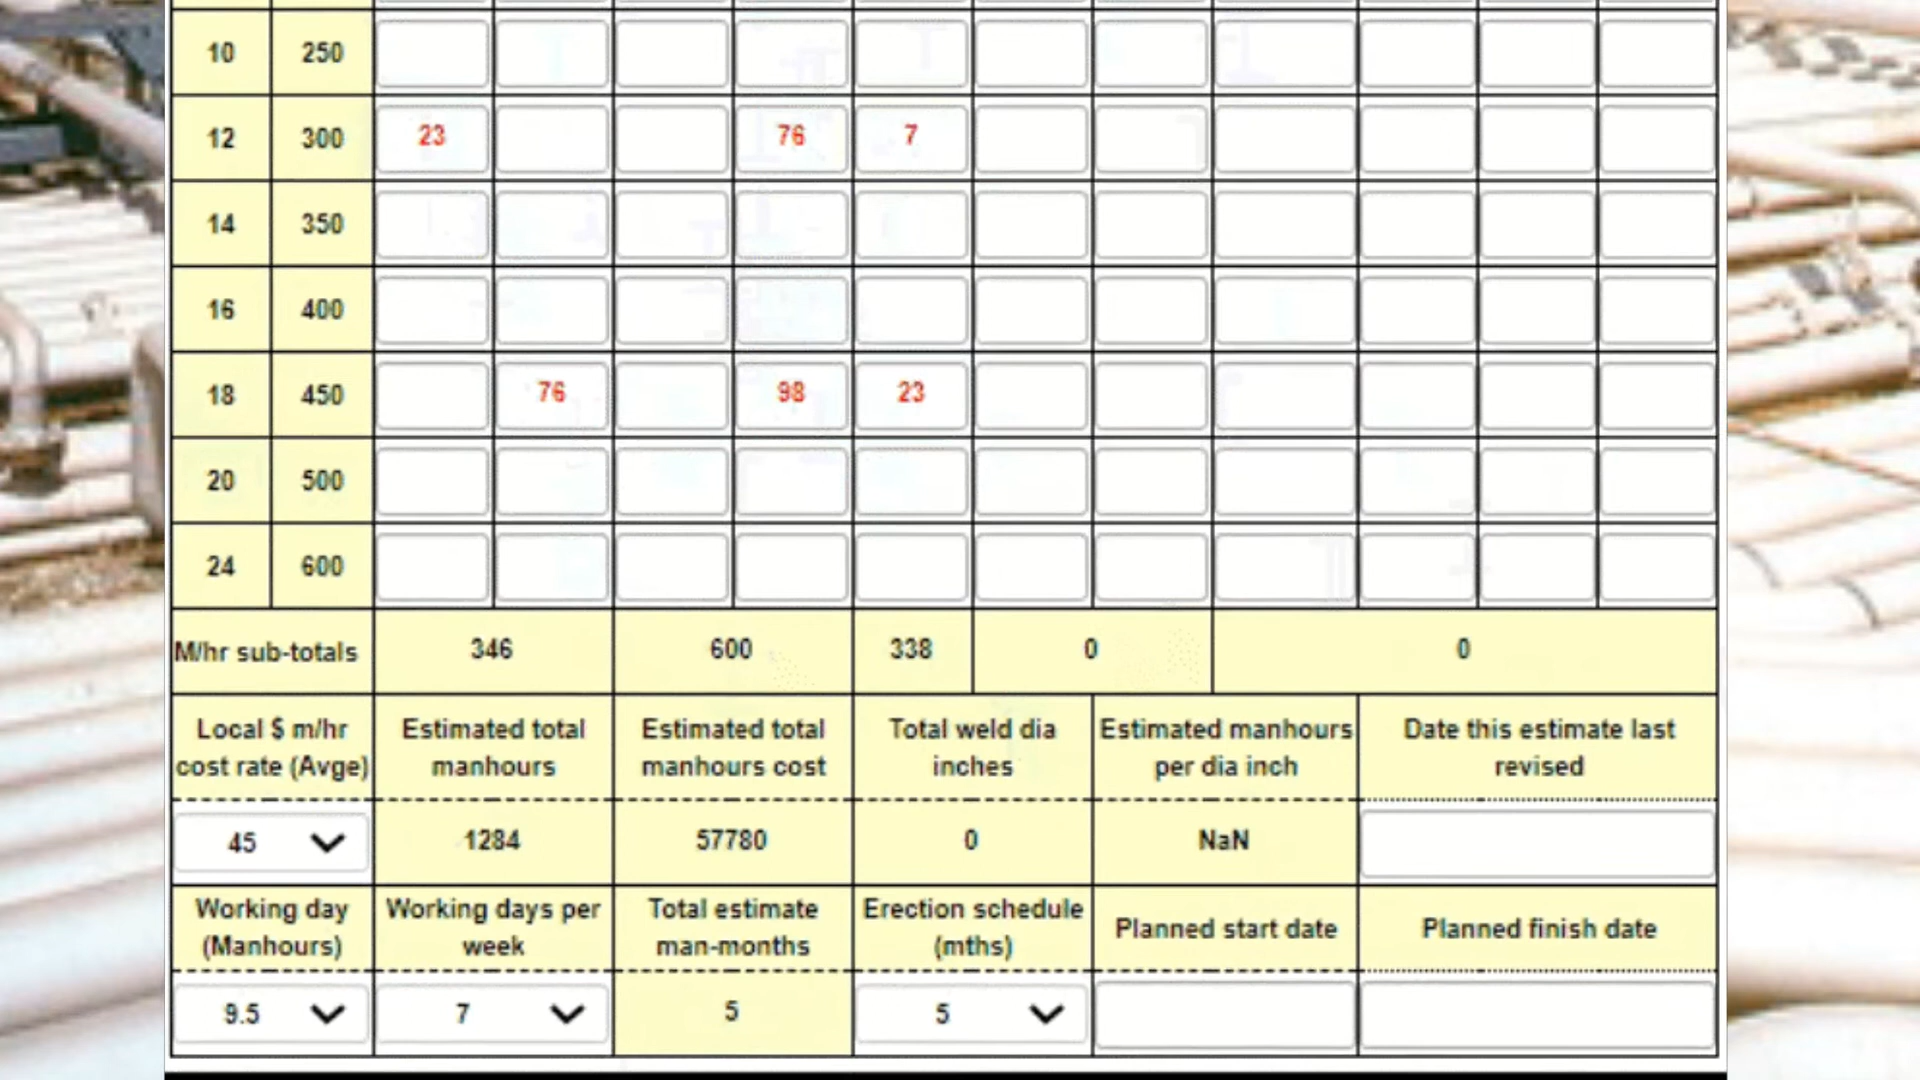 10 250
12 300 23 76 7
14 350
16 400
18 450 76 98 23
20 500
24 600
M/hr sub-totals 346 600 338 0 0
Local $ m/hr cost rate (Avge)
Estimated total manhours
Estimated total manhours cost
Total weld dia inches
Estimated manhours per dia inch
Date this estimate last revised
45 1284 57780 0 NaN
Working day (Manhours)
Working days per week
Total estimate man-months
Erection schedule (mths)
Planned start date
Planned finish date
9.5 7 5 5